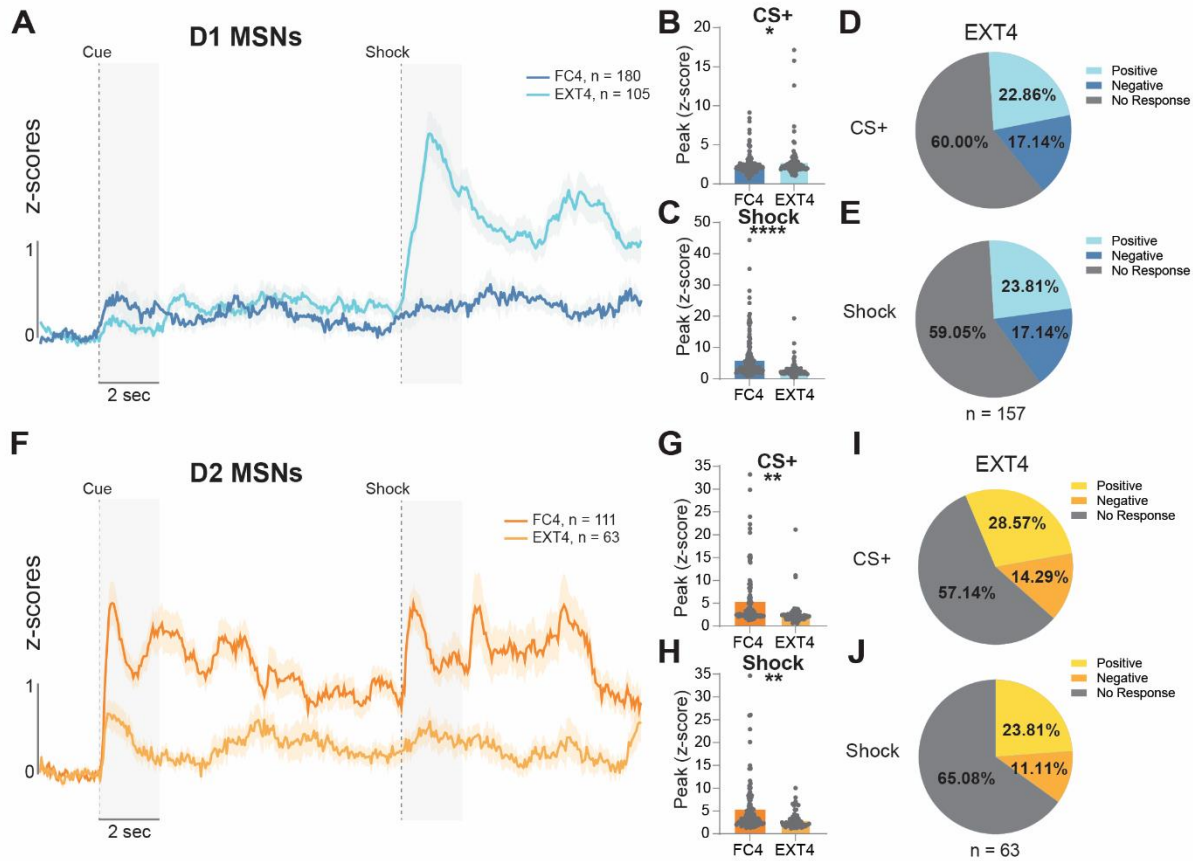 A
D1 MSNs
Cue
Shock
FC4, n = 180
EXT4, n = 105
z-scores
1
0
2 sec
B
CS+
*
Peak (z-score)
20
15
10
5
0
FC4 EXT4
C
Shock
****
Peak (z-score)
50
40
30
20
10
0
FC4 EXT4
D
EXT4
CS+
22.86%
17.14%
60.00%
Positive
Negative
No Response
E
Shock
23.81%
17.14%
59.05%
Positive
Negative
No Response
n = 157
F
D2 MSNs
Cue
Shock
FC4, n = 111
EXT4, n = 63
z-scores
1
0
2 sec
G
CS+
**
Peak (z-score)
35
30
25
20
15
10
5
0
FC4 EXT4
H
Shock
**
Peak (z-score)
35
30
25
20
15
10
5
0
FC4 EXT4
I
EXT4
CS+
28.57%
14.29%
57.14%
Positive
Negative
No Response
J
Shock
23.81%
11.11%
65.08%
Positive
Negative
No Response
n = 63